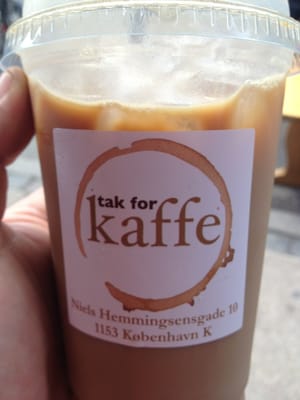 tak for
kaffe
Niels Hemmingsensgade 10
1153 København K